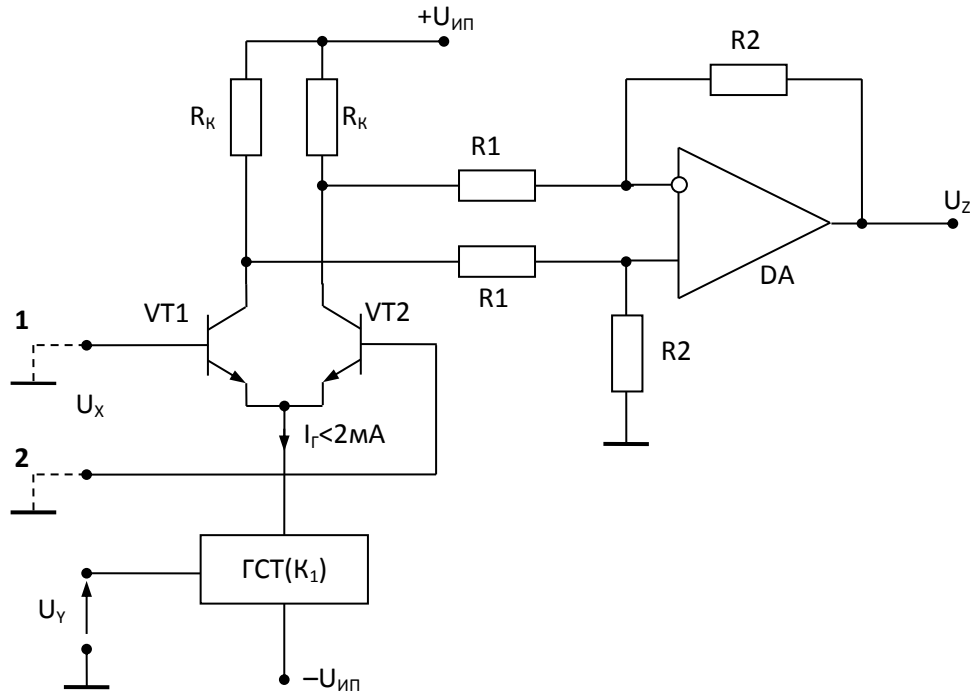 +UИП
R2
RК
RК
R1
UZ
DA
R1
VT1
VT2
1
R2
UX
IГ<2мА
2
ГСТ(К1)
UY
–UИП